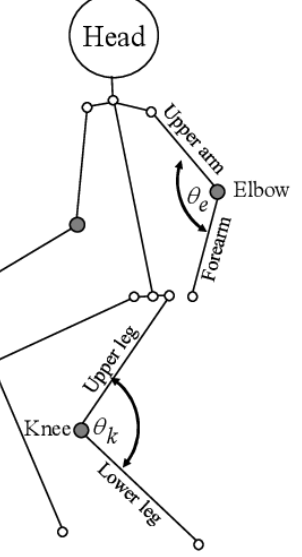 Head
Upper arm
Elbow
θe
Forearm
Upper leg
Knee
θk
Lower leg